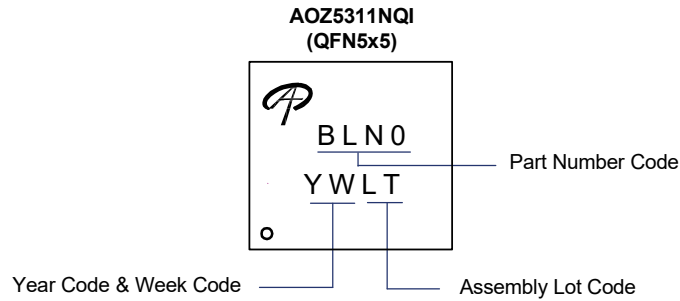 AOZ5311NQI
(QFN5x5)
BLN0
Part Number Code
YWLT
Year Code & Week Code
Assembly Lot Code